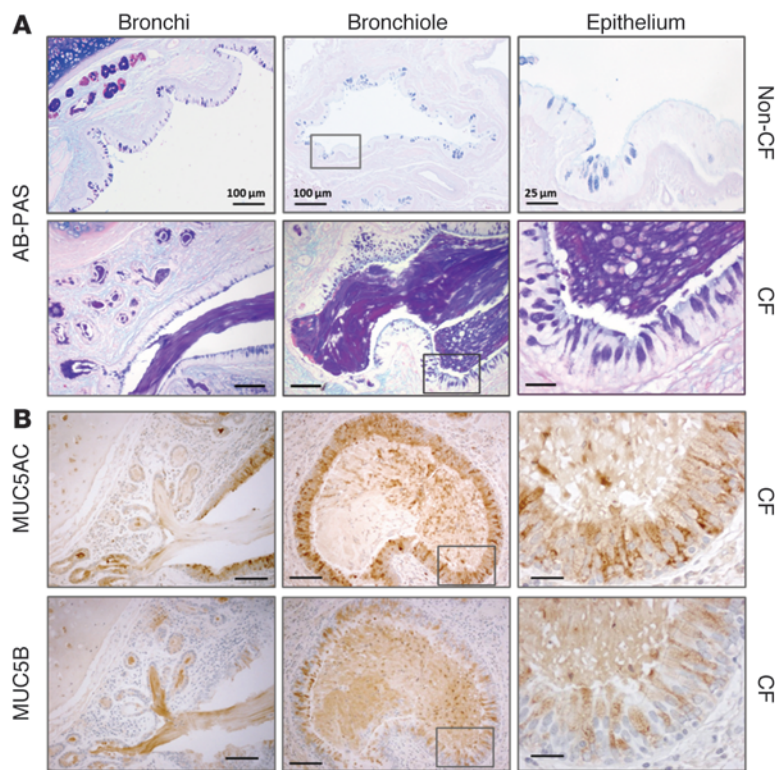 A
Bronchi
Bronchiole
Epithelium
AB-PAS
Non-CF
100 µm
100 µm
25 µm
CF
B
MUC5AC
CF
MUC5B
CF